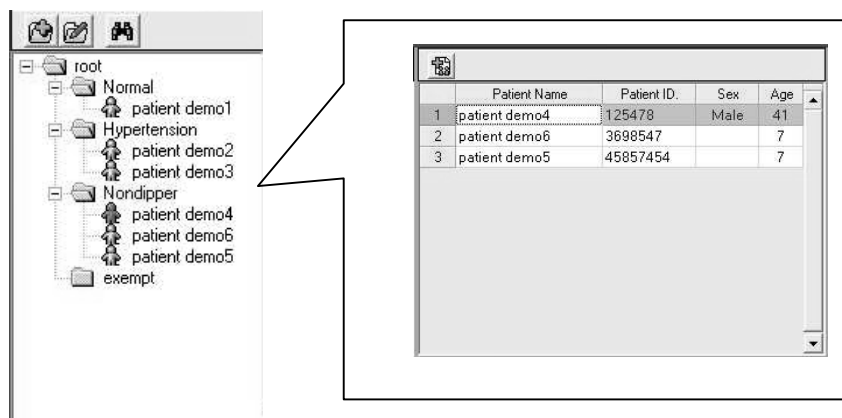 root
Normal
patient demo1
Hypertension
patient demo2
patient demo3
Nondipper
patient demo4
patient demo6
patient demo5
exempt
Patient Name Patient ID. Sex Age
1 patient demo4 125478 Male 41
2 patient demo6 3698547 7
3 patient demo5 45857454 7